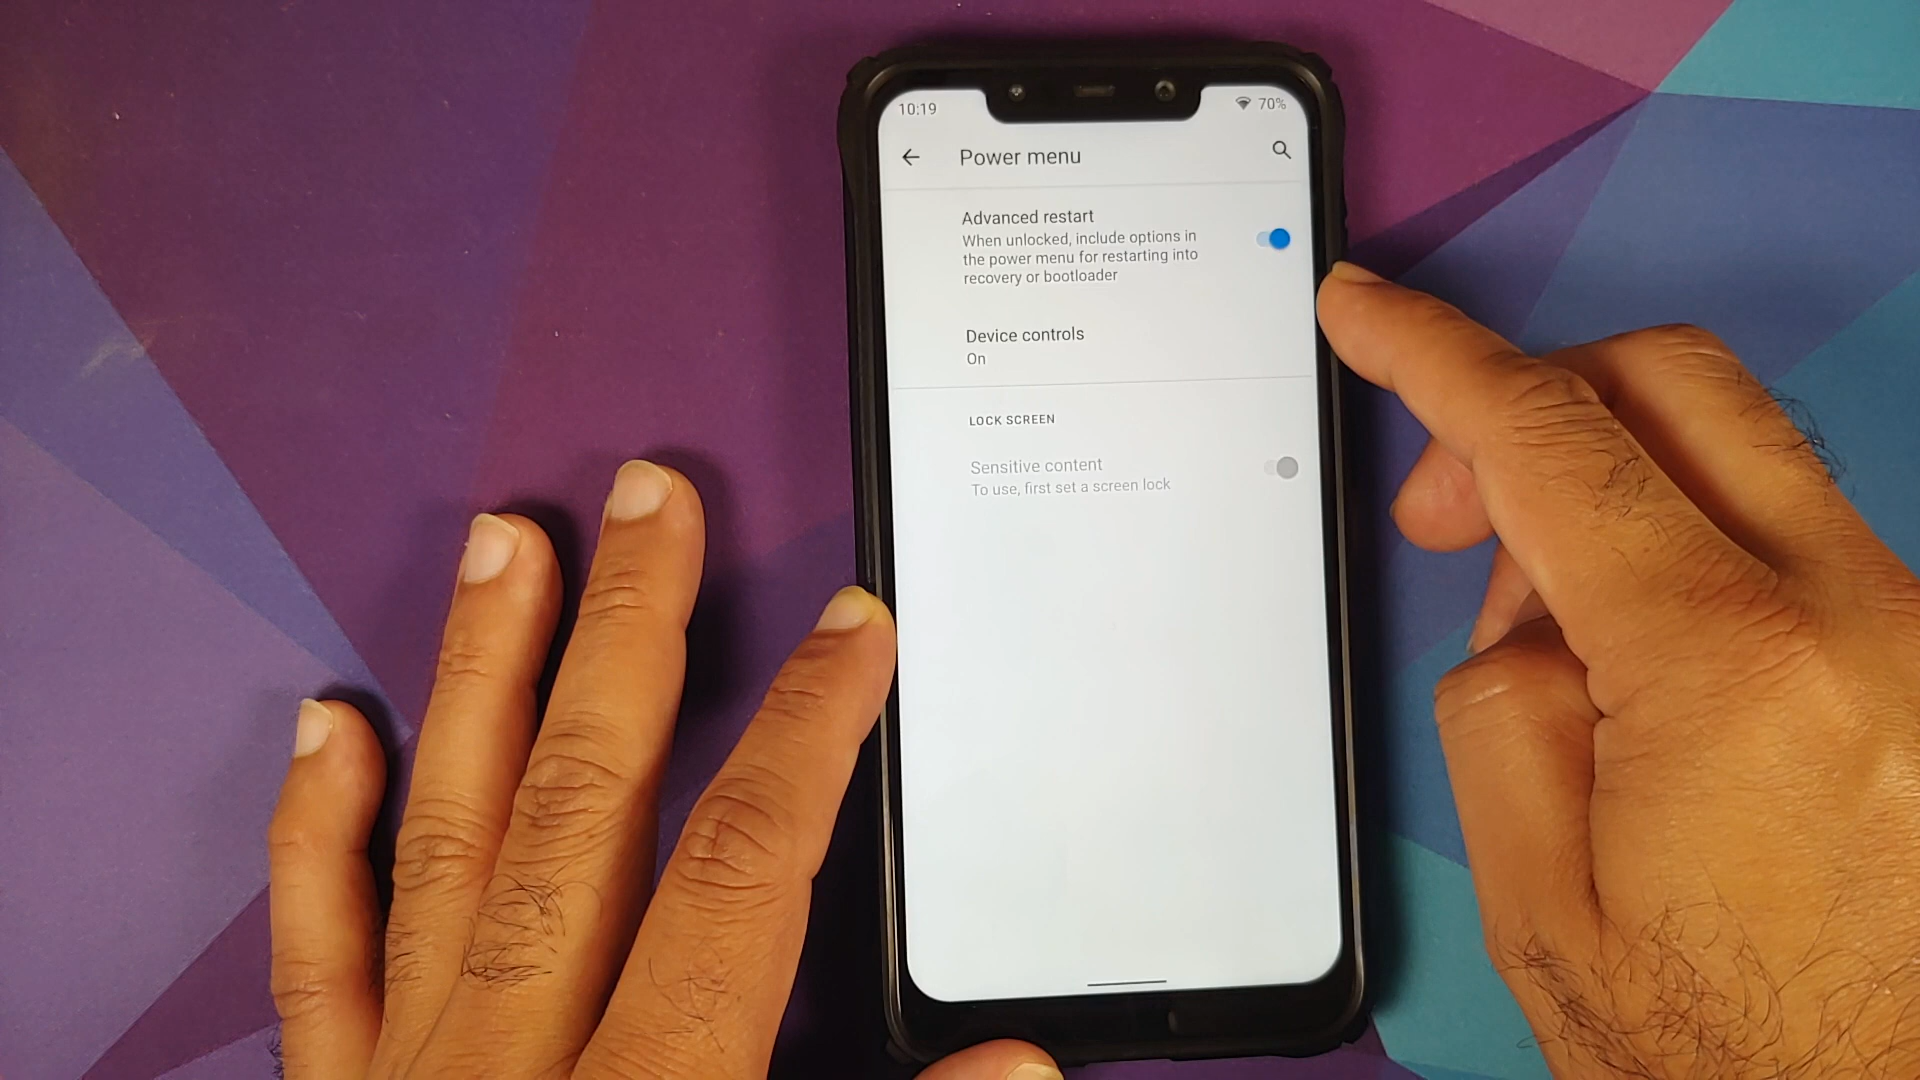 10:19
70%
Power menu
Advanced restart
When unlocked, include options in
the power menu for restarting into
recovery or bootloader
Device controls
On
LOCK SCREEN
Sensitive content
To use, first set a screen lock